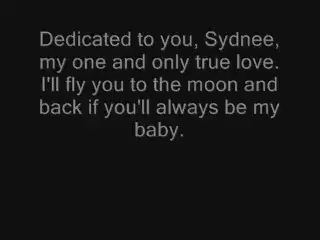 Dedicated to you, Sydnee,
my one and only true love.
I'll fly you to the moon and
back if you'll always be my
baby.